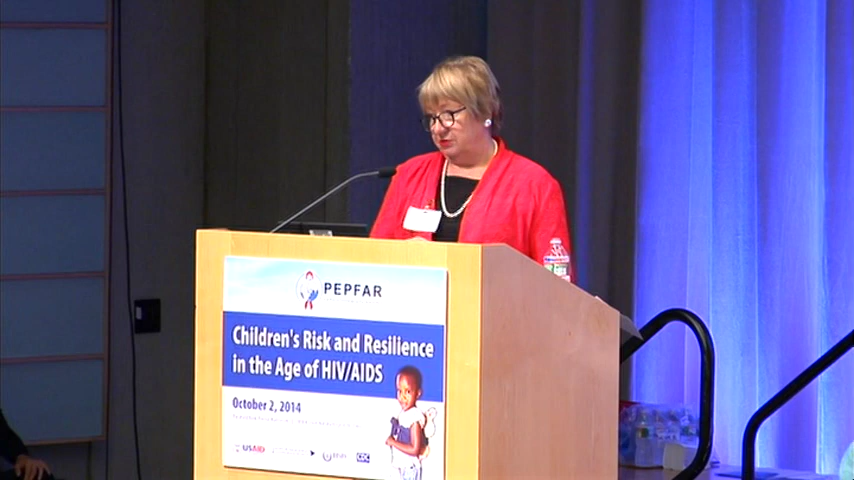 PEPFAR
Children's Risk and Resilience
in the Age of HIV/AIDS
October 2, 2014
USAID
CDC